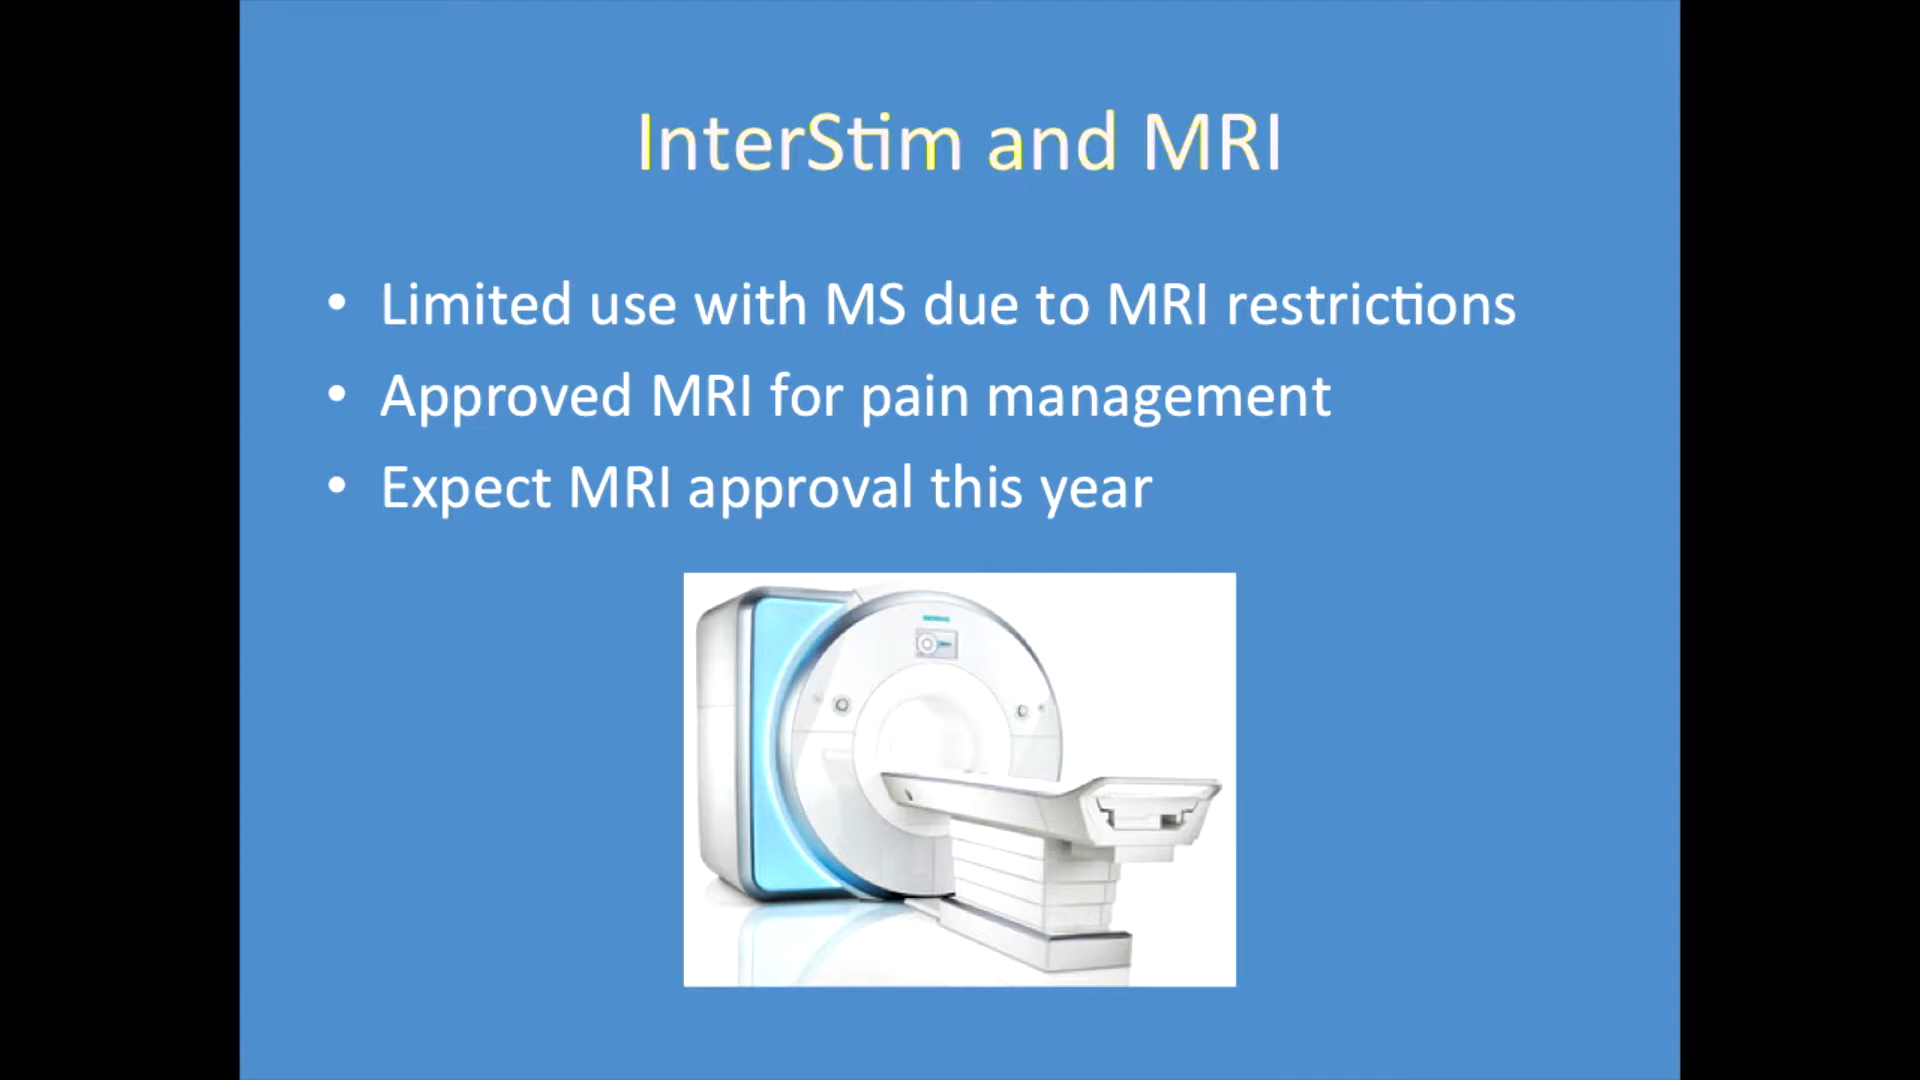 InterStim and MRI
• Limited use with MS due to MRI restrictions
• Approved MRI for pain management
• Expect MRI approval this year